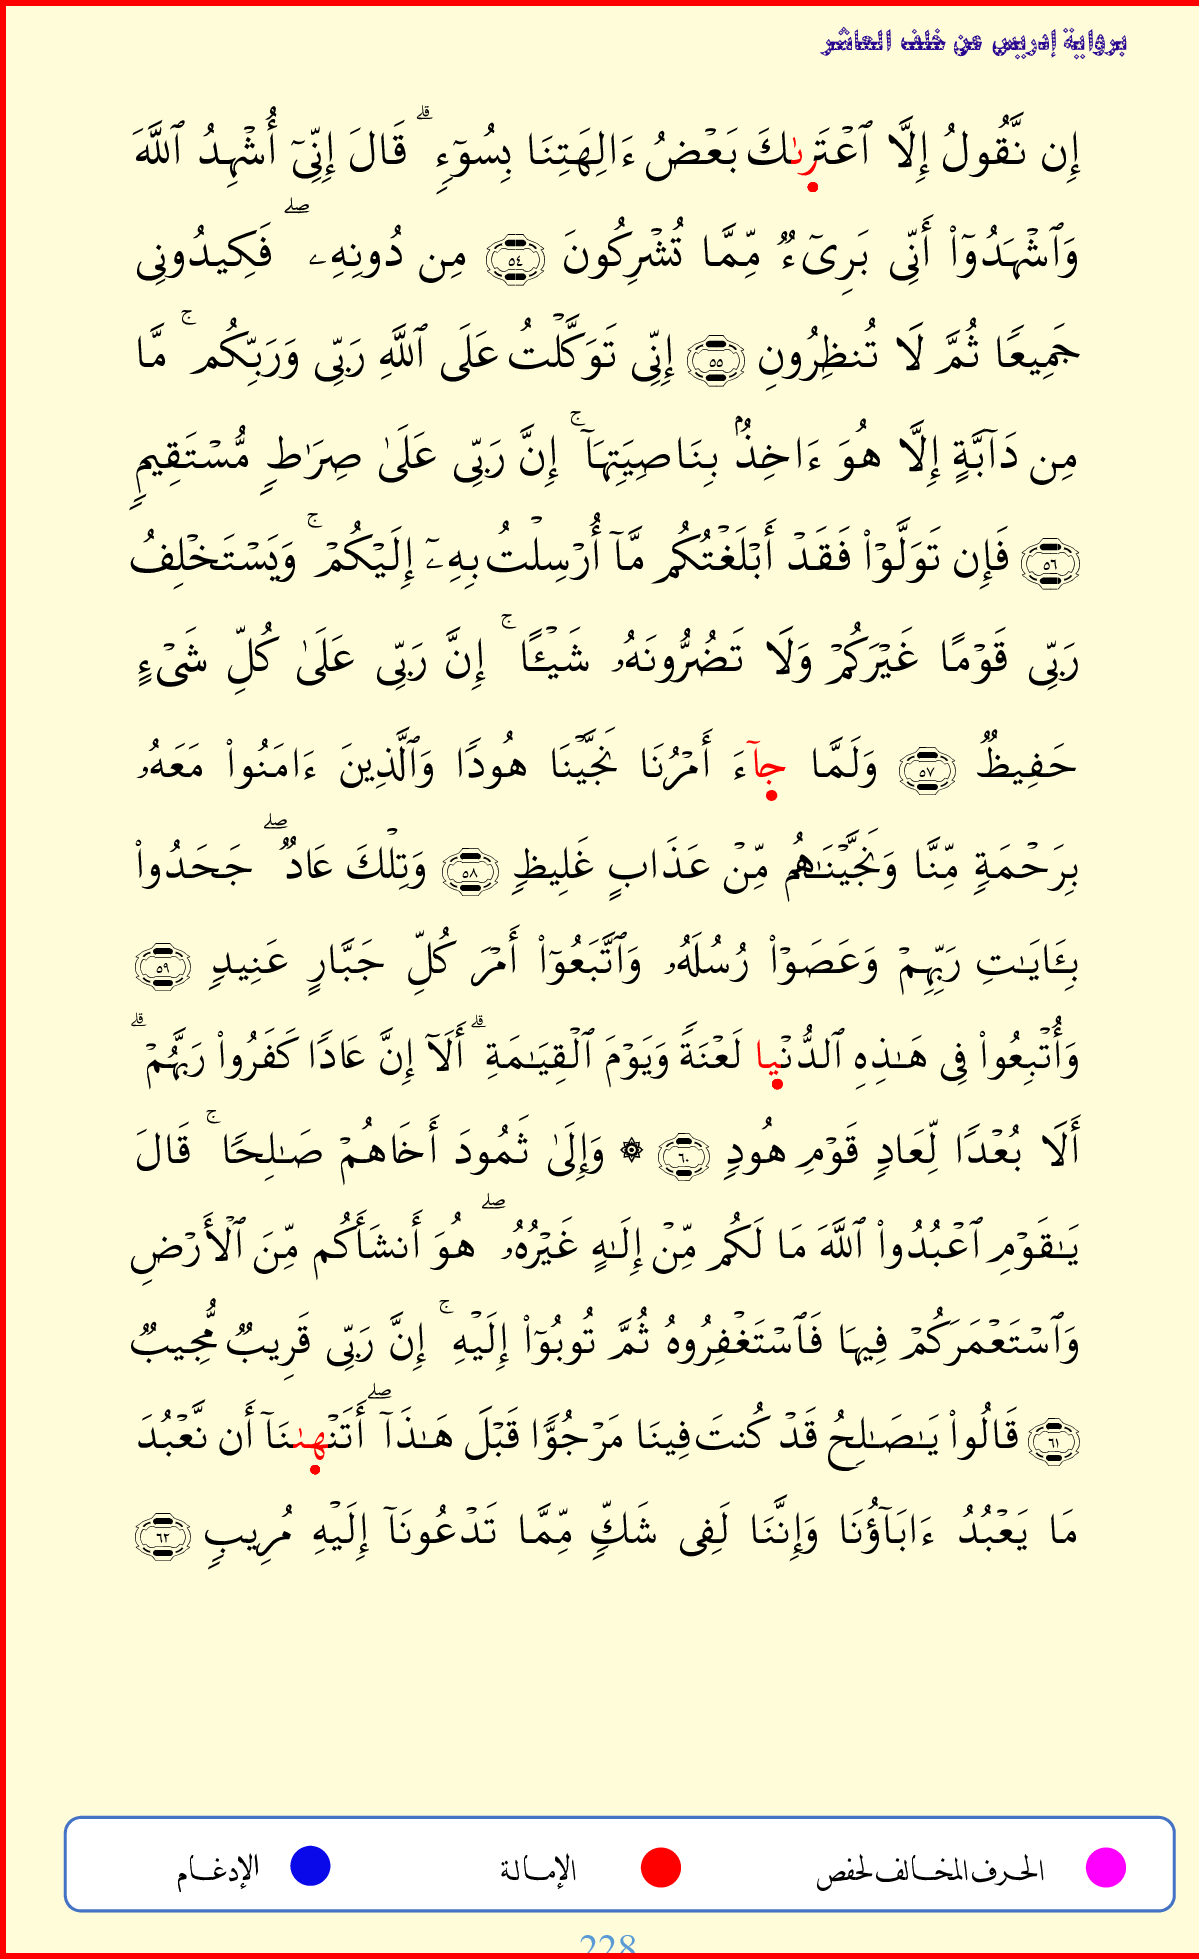 برواية إدريس عن خلف العاشر
إِن نَّقُولُ إِلَّا ٱعۡتَرىٰكَ بَعۡضُ ءَالِهَتِنَا بِسُوٓءٖۗ قَالَ إِنِّيٓ أُشۡهِدُ ٱللَّهَ
وَٱشۡهَدُوٓاْ أَنِّي بَرِيٓءٞ مِّمَّا تُشۡرِكُونَ ٥٤ مِن دُونِهِۦۖ فَكِيدُونِي
جَمِيعٗا ثُمَّ لَا تُنظِرُونِ ٥٥ إِنِّي تَوَكَّلۡتُ عَلَى ٱللَّهِ رَبِّي وَرَبِّكُمۚ مَّا
مِن دَآبَّةٍ إِلَّا هُوَ ءَاخِذُۢ بِنَاصِيَتِهَآۚ إِنَّ رَبِّي عَلَىٰ صِرَٰطٖ مُّسۡتَقِيمٖ
٥٦ فَإِن تَوَلَّوۡاْ فَقَدۡ أَبۡلَغۡتُكُم مَّآ أُرۡسِلۡتُ بِهِۦٓ إِلَيۡكُمۡۚ وَيَسۡتَخۡلِفُ
رَبِّي قَوۡمًا غَيۡرَكُمۡ وَلَا تَضُرُّونَهُۥ شَيۡـًٔاۚ إِنَّ رَبِّي عَلَىٰ كُلِّ شَيۡءٍ
حَفِيظٞ ٥٧ وَلَمَّا جآءَ أَمۡرُنَا نَجَّيۡنَا هُودٗا وَٱلَّذِينَ ءَامَنُواْ مَعَهُۥ
بِرَحۡمَةٖ مِّنَّا وَنَجَّيۡنَٰهُم مِّنۡ عَذَابٍ غَلِيظٖ ٥٨ وَتِلۡكَ عَادٞۖ جَحَدُواْ
بِـَٔايَٰتِ رَبِّهِمۡ وَعَصَوۡاْ رُسُلَهُۥ وَٱتَّبَعُوٓاْ أَمۡرَ كُلِّ جَبَّارٍ عَنِيدٖ ٥٩
وَأُتۡبِعُواْ فِي هَٰذِهِ ٱلدُّنۡيا لَعۡنَةٗ وَيَوۡمَ ٱلۡقِيَٰمَةِۗ أَلَآ إِنَّ عَادٗا كَفَرُواْ رَبَّهُمۡۗ
أَلَا بُعۡدٗا لِّعَادٖ قَوۡمِ هُودٖ ٦٠ ۞ وَإِلَىٰ ثَمُودَ أَخَاهُمۡ صَٰلِحٗاۚ قَالَ
يَٰقَوۡمِ ٱعۡبُدُواْ ٱللَّهَ مَا لَكُم مِّنۡ إِلَٰهٍ غَيۡرُهُۥۖ هُوَ أَنشَأَكُم مِّنَ ٱلۡأَرۡضِ
وَٱسۡتَعۡمَرَكُمۡ فِيهَا فَٱسۡتَغۡفِرُوهُ ثُمَّ تُوبُوٓاْ إِلَيۡهِۚ إِنَّ رَبِّي قَرِيبٞ مُّجِيبٞ
٦١ قَالُواْ يَٰصَٰلِحُ قَدۡ كُنتَ فِينَا مَرۡجُوّٗا قَبۡلَ هَٰذَآۖ أَتَنۡهىٰنَآ أَن نَّعۡبُدَ
مَا يَعۡبُدُ ءَابَآؤُنَا وَإِنَّنَا لَفِي شَكّٖ مِّمَّا تَدۡعُونَآ إِلَيۡهِ مُرِيبٖ ٦٢
الحرف المخالف لحفص الإمالة الإدغام
228